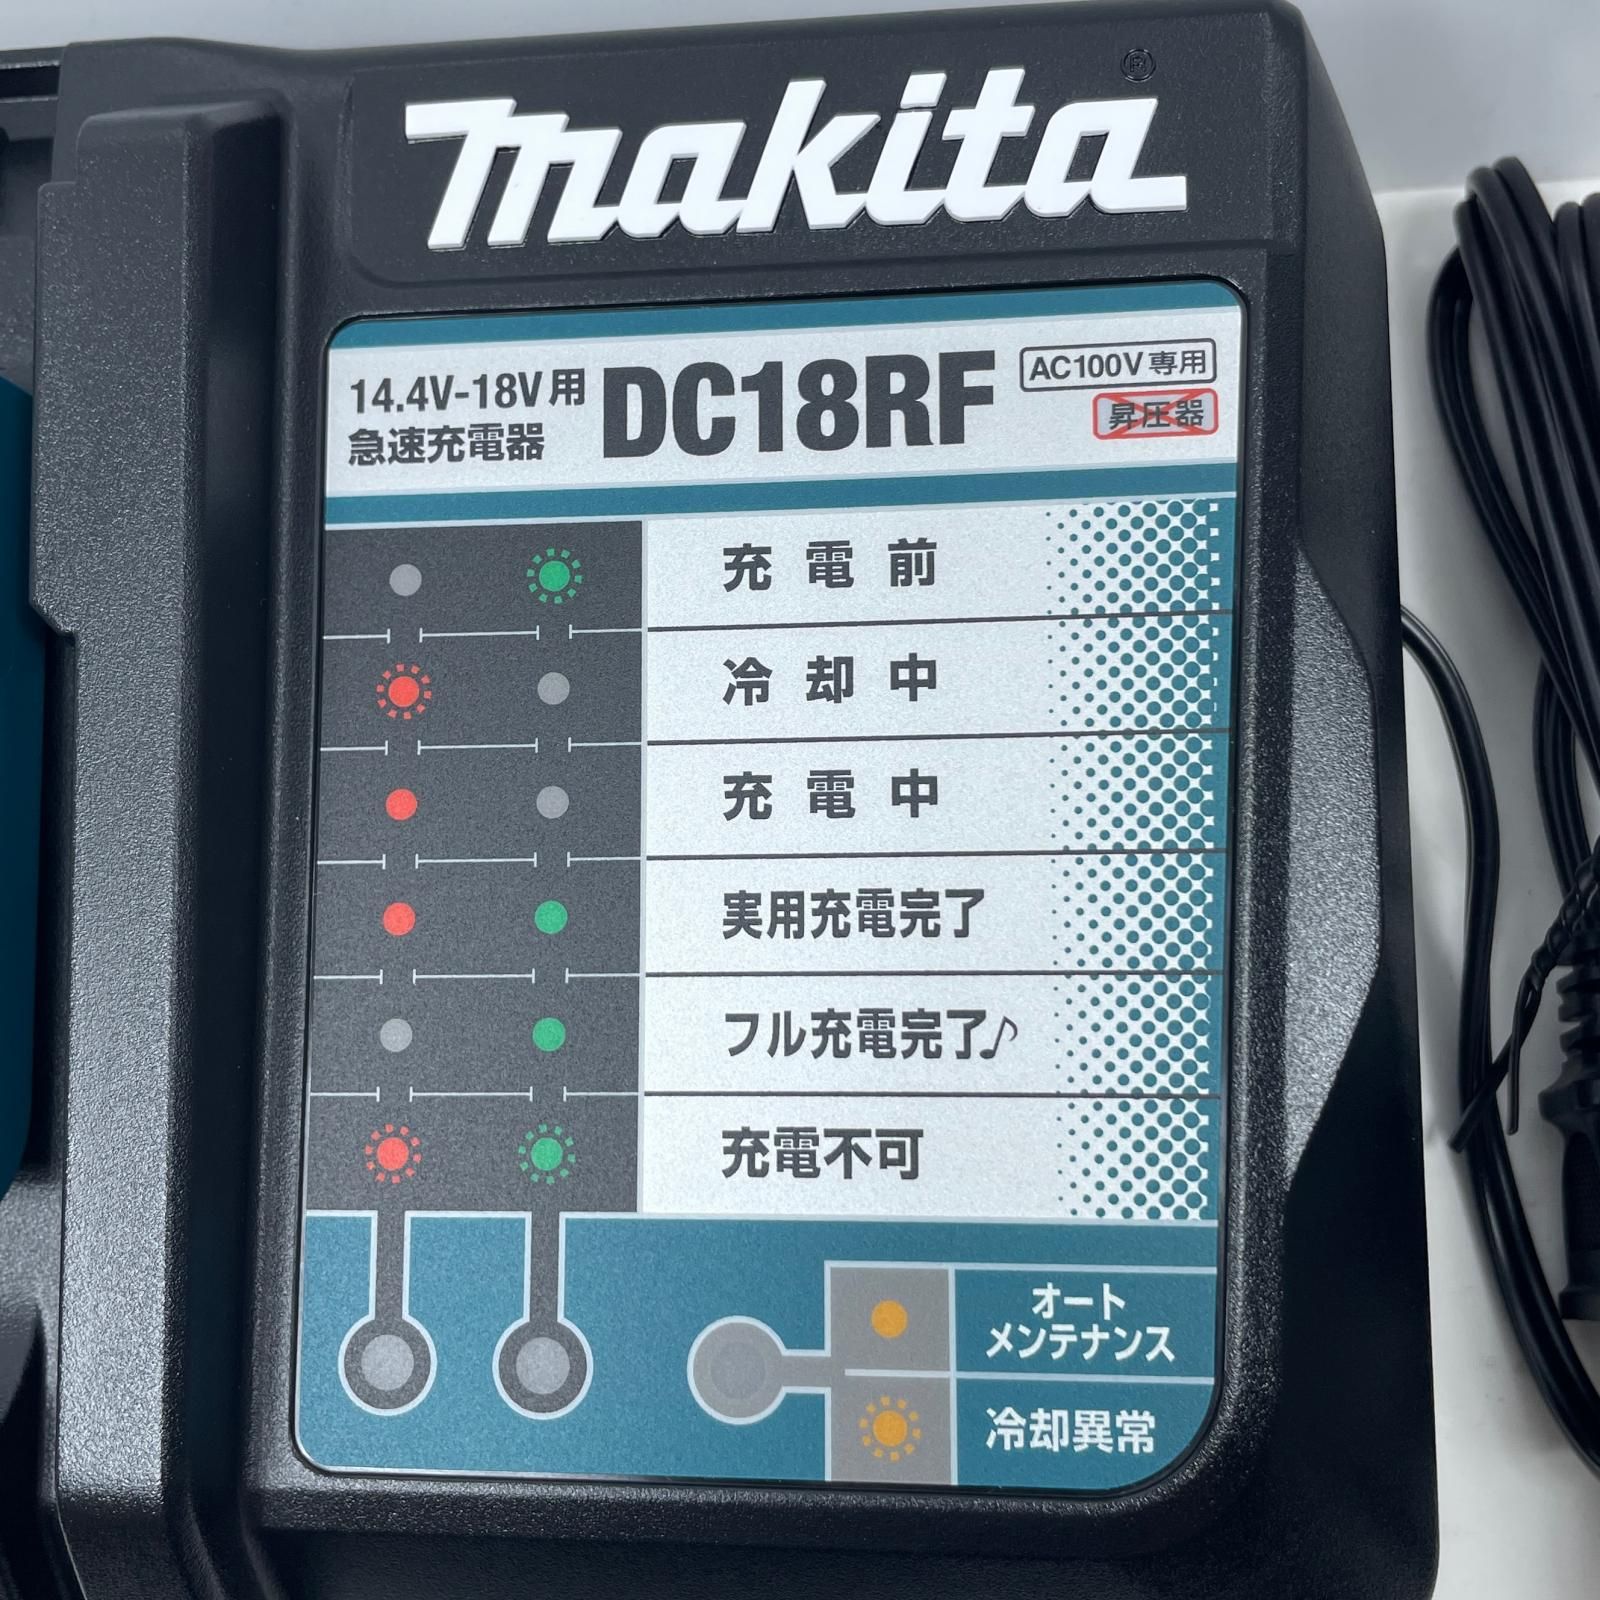 makita®
14.4V-18V用
急速充電器
DC18RF
AC100V専用
昇圧器
充電前
冷却中
充電中
実用充電完了
フル充電完了♪
充電不可
オート
メンテナンス
冷却異常